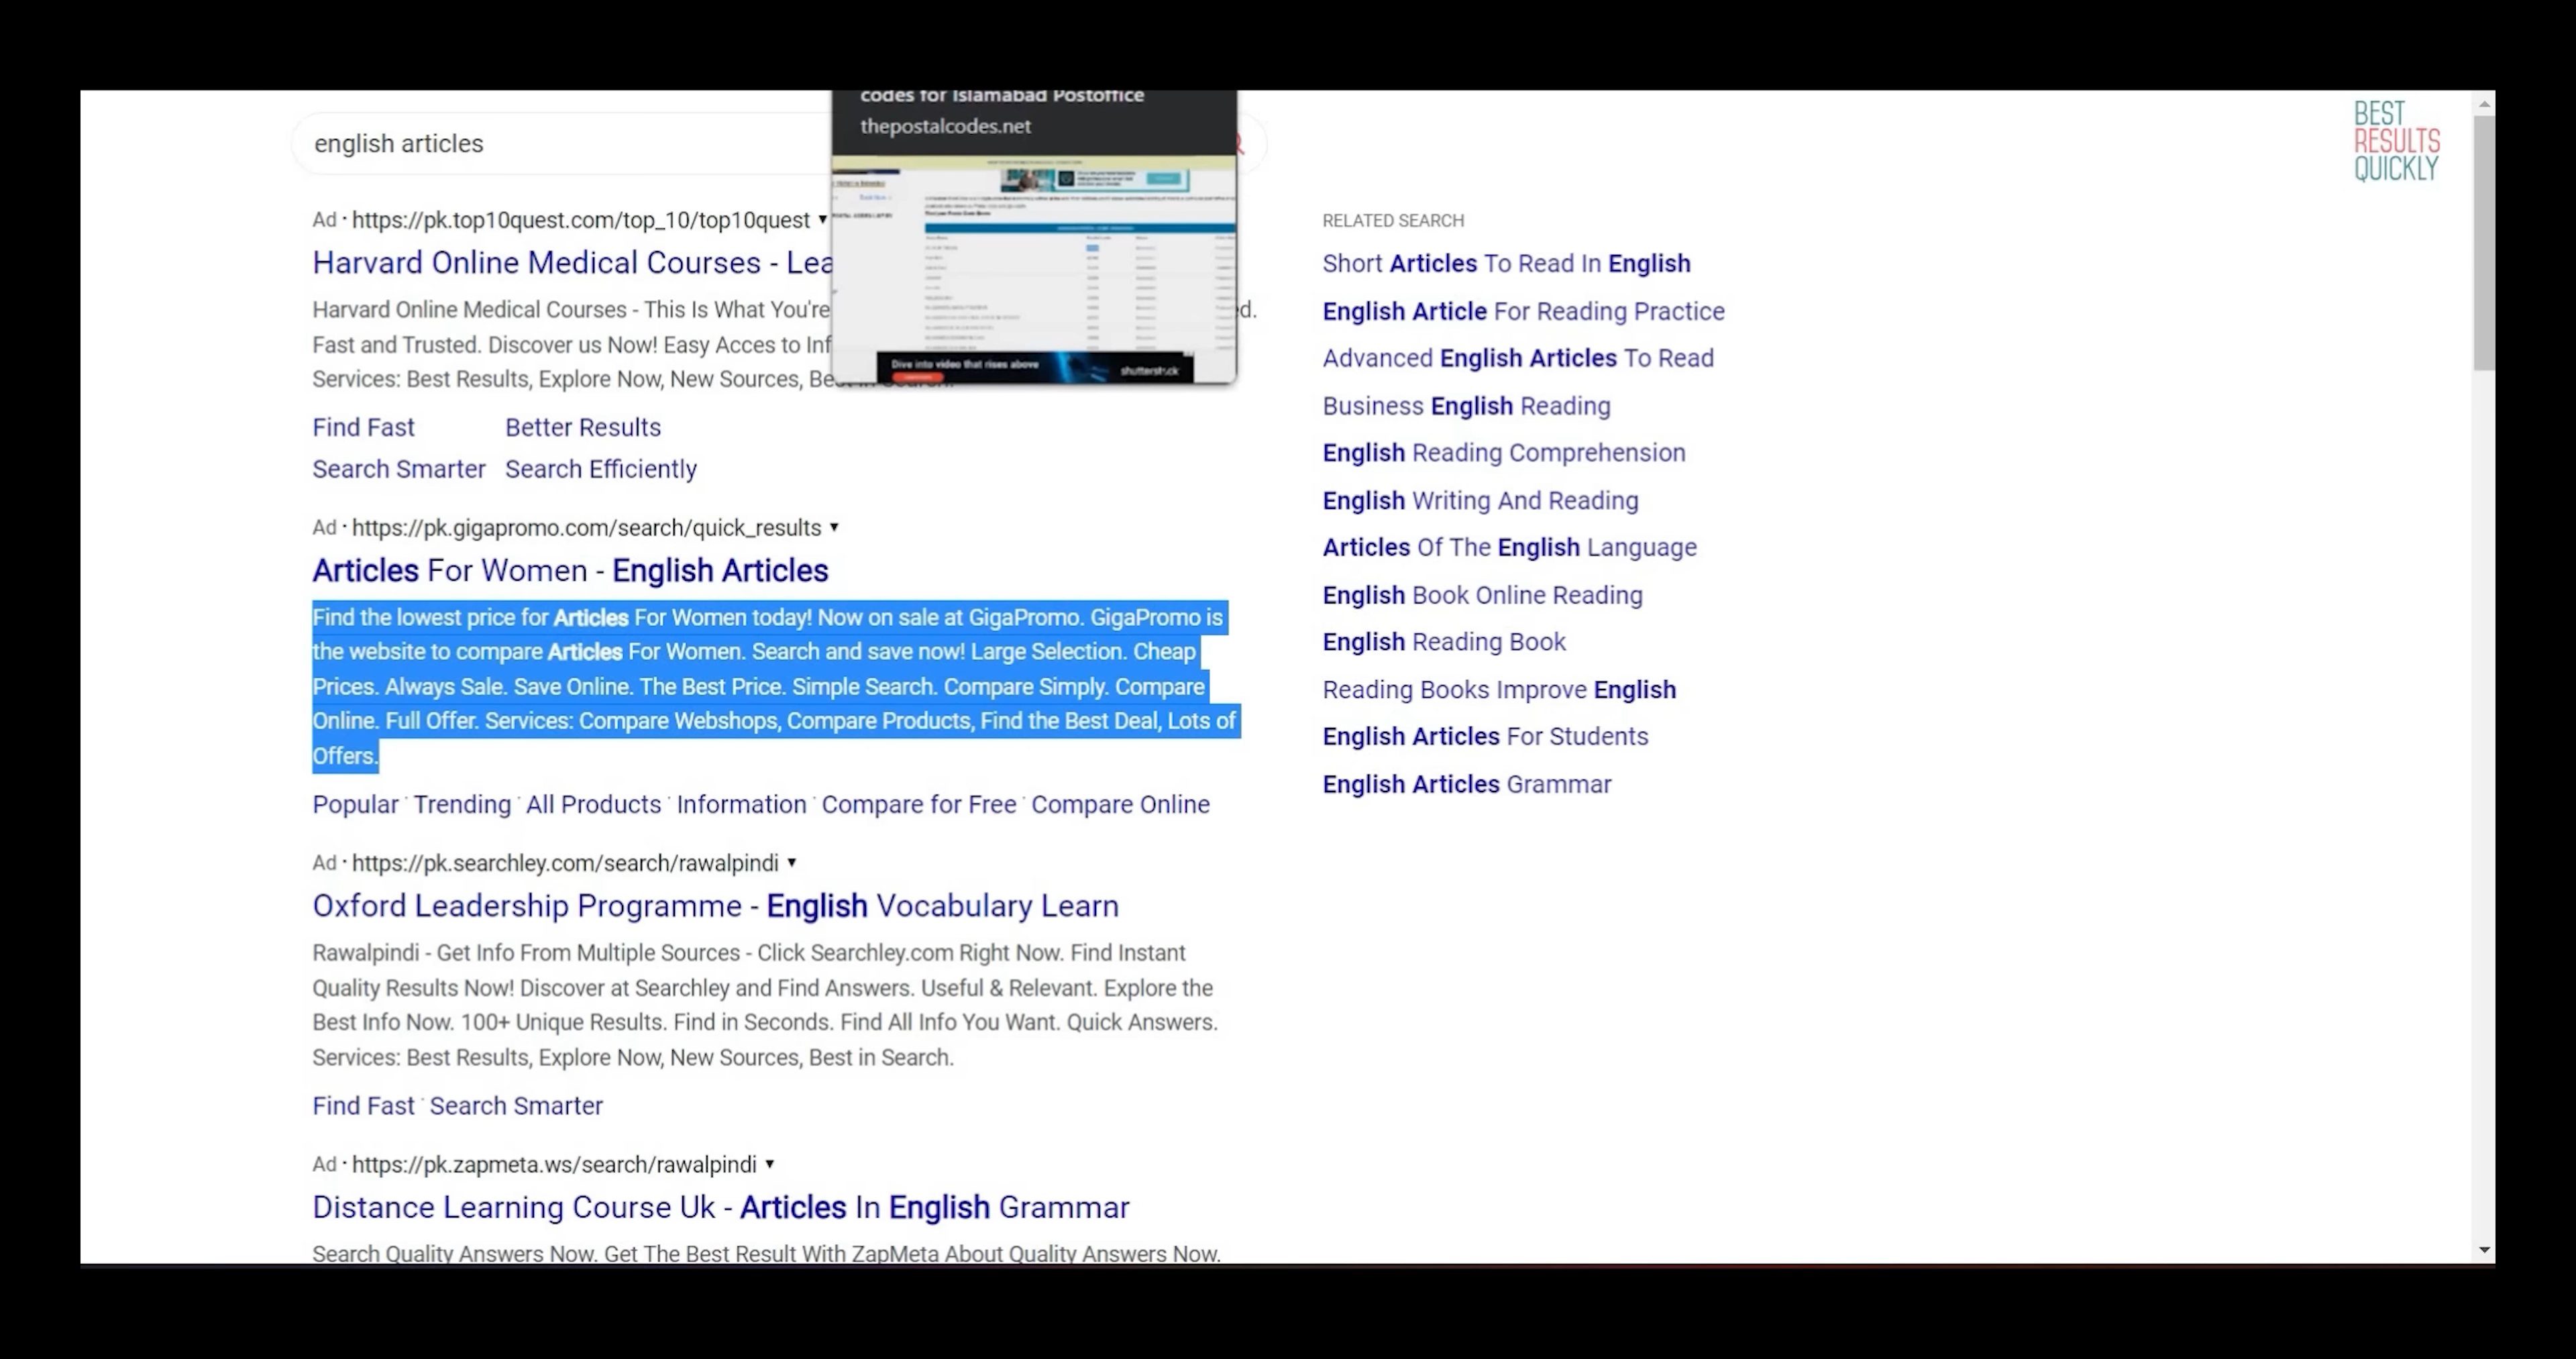 codes for Islamabad Postoffice
thepostalcodes.net
english articles
BEST
RESULTS
QUICKLY
Ad · https://pk.top10quest.com/top_10/top10quest ▼
Harvard Online Medical Courses - Lea
Harvard Online Medical Courses - This Is What You're
ed.
Fast and Trusted. Discover us Now! Easy Acces to Inf
Services: Best Results, Explore Now, New Sources, Best in Search.
Dive into video that rises above
shutterstock
Find Fast Better Results
Search Smarter Search Efficiently
Ad · https://pk.gigapromo.com/search/quick_results ▼
Articles For Women - English Articles
Find the lowest price for Articles For Women today! Now on sale at GigaPromo. GigaPromo is
the website to compare Articles For Women. Search and save now! Large Selection. Cheap
Prices. Always Sale. Save Online. The Best Price. Simple Search. Compare Simply. Compare
Online. Full Offer. Services: Compare Webshops, Compare Products, Find the Best Deal, Lots of
Offers.
Popular · Trending · All Products · Information · Compare for Free · Compare Online
Ad · https://pk.searchley.com/search/rawalpindi ▼
Oxford Leadership Programme - English Vocabulary Learn
Rawalpindi - Get Info From Multiple Sources - Click Searchley.com Right Now. Find Instant
Quality Results Now! Discover at Searchley and Find Answers. Useful & Relevant. Explore the
Best Info Now. 100+ Unique Results. Find in Seconds. Find All Info You Want. Quick Answers.
Services: Best Results, Explore Now, New Sources, Best in Search.
Find Fast · Search Smarter
Ad · https://pk.zapmeta.ws/search/rawalpindi ▼
Distance Learning Course Uk - Articles In English Grammar
Search Quality Answers Now. Get The Best Result With ZapMeta About Quality Answers Now.
RELATED SEARCH
Short Articles To Read In English
English Article For Reading Practice
Advanced English Articles To Read
Business English Reading
English Reading Comprehension
English Writing And Reading
Articles Of The English Language
English Book Online Reading
English Reading Book
Reading Books Improve English
English Articles For Students
English Articles Grammar